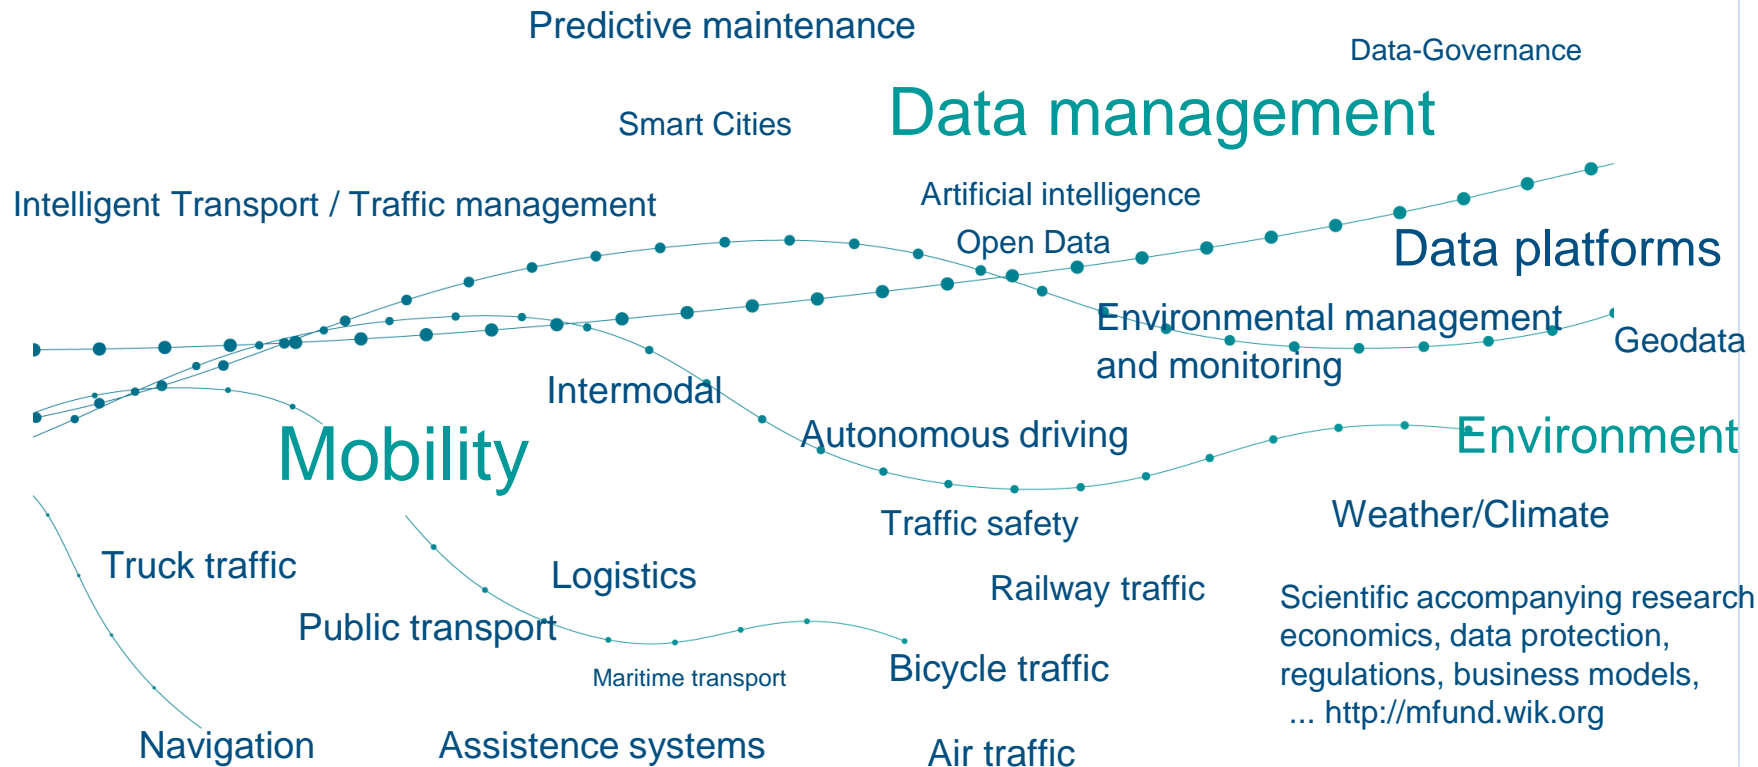 Predictive maintenance
Data-Governance
Data management
Smart Cities
Intelligent Transport / Traffic management
Artificial intelligence
Open Data
Data platforms
Environmental management
and monitoring
Geodata
Intermodal
Mobility
Autonomous driving
Environment
Traffic safety
Weather/Climate
Truck traffic
Logistics
Railway traffic
Scientific accompanying research
economics, data protection,
regulations, business models,
... http://mfund.wik.org
Public transport
Maritime transport
Bicycle traffic
Navigation
Assistence systems
Air traffic